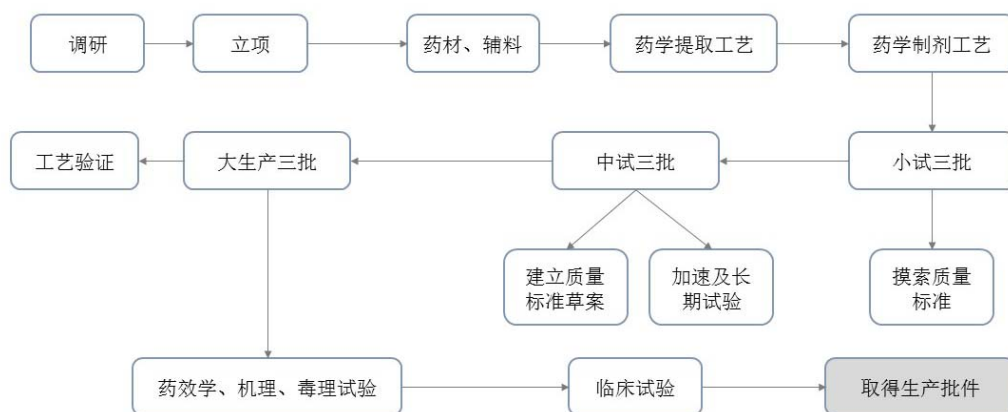 调研
立项
药材、辅料
药学提取工艺
药学制剂工艺
工艺验证
大生产三批
中试三批
小试三批
建立质量
标准草案
加速及长
期试验
摸索质量
标准
药效学、机理、毒理试验
临床试验
取得生产批件